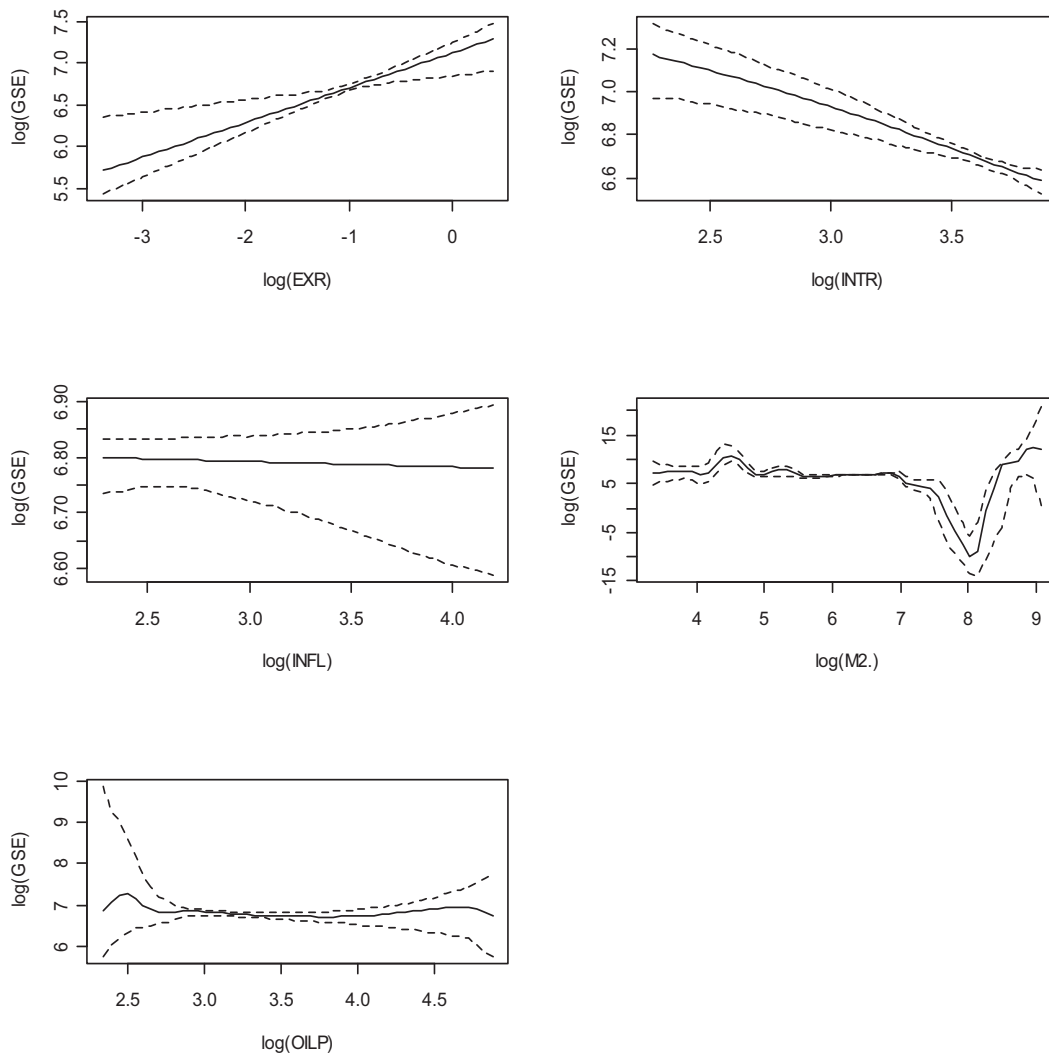 log(GSE)
7.5
7.0
6.5
6.0
5.5
-3 -2 -1 0
log(EXR)
log(GSE)
7.2
7.0
6.8
6.6
2.5 3.0 3.5
log(INTR)
log(GSE)
6.90
6.80
6.70
6.60
2.5 3.0 3.5 4.0
log(INFL)
log(GSE)
15
5
-5
-15
4 5 6 7 8 9
log(M2.)
log(GSE)
10
9
8
7
6
2.5 3.0 3.5 4.0 4.5
log(OILP)